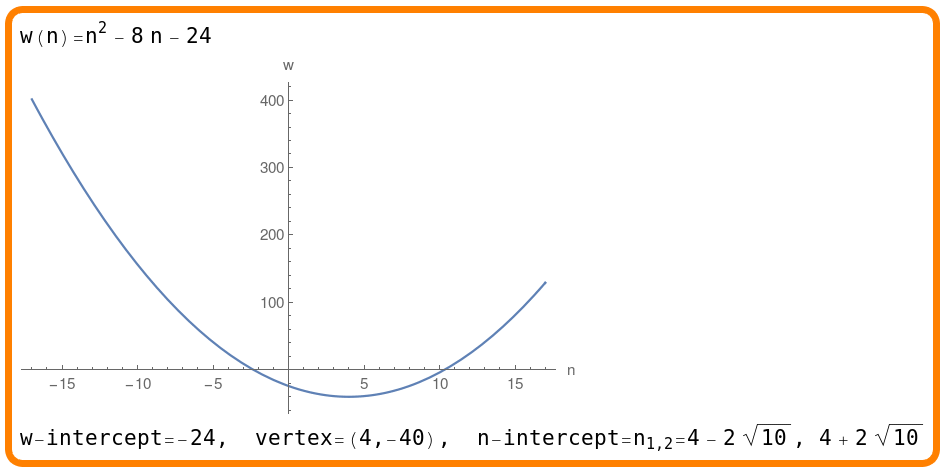 w(n)=n² − 8 n − 24
w
400
300
200
100
−15 −10 −5 5 10 15 n
w−intercept=−24, vertex=(4,−40), n−intercept=n₁,₂=4 − 2 √10, 4 + 2 √10